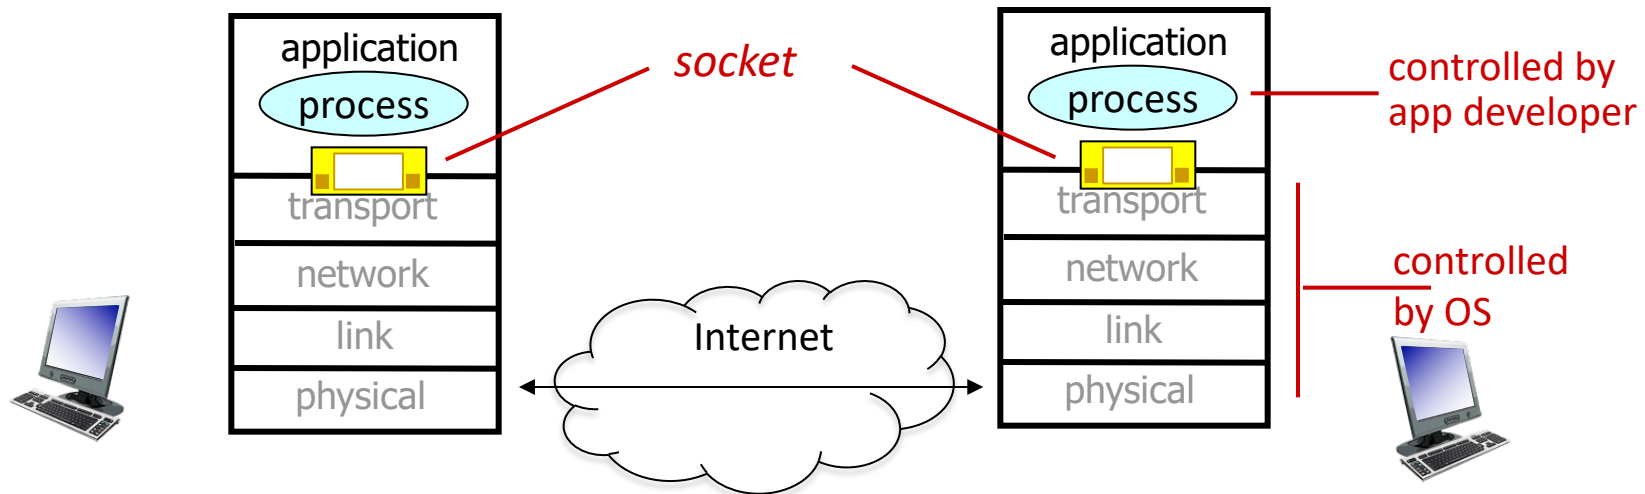 application
process
transport
network
link
physical
socket
Internet
application
process
transport
network
link
physical
controlled by
app developer
controlled
by OS